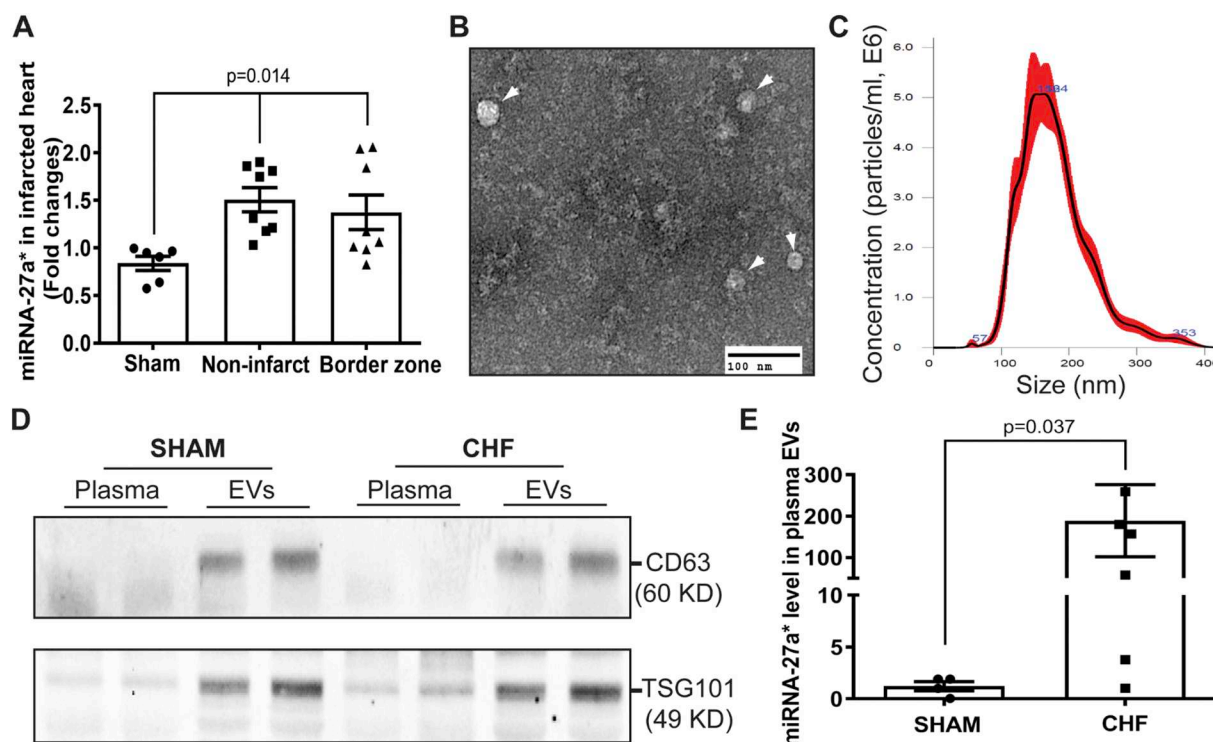 A
miRNA-27a* in infarcted heart
(Fold changes)
p=0.014
2.5
2.0
1.5
1.0
0.5
0.0
Sham Non-infarct Border zone
B
100 nm
C
Concentration (particles/ml, E6)
6.0
5.0
4.0
3.0
2.0
1.0
0
57
353
0 100 200 300 400
Size (nm)
D
SHAM CHF
Plasma EVs Plasma EVs
CD63
(60 KD)
TSG101
(49 KD)
E
miRNA-27a* level in plasma EVs
p=0.037
300
200
100
10
5
0
SHAM CHF